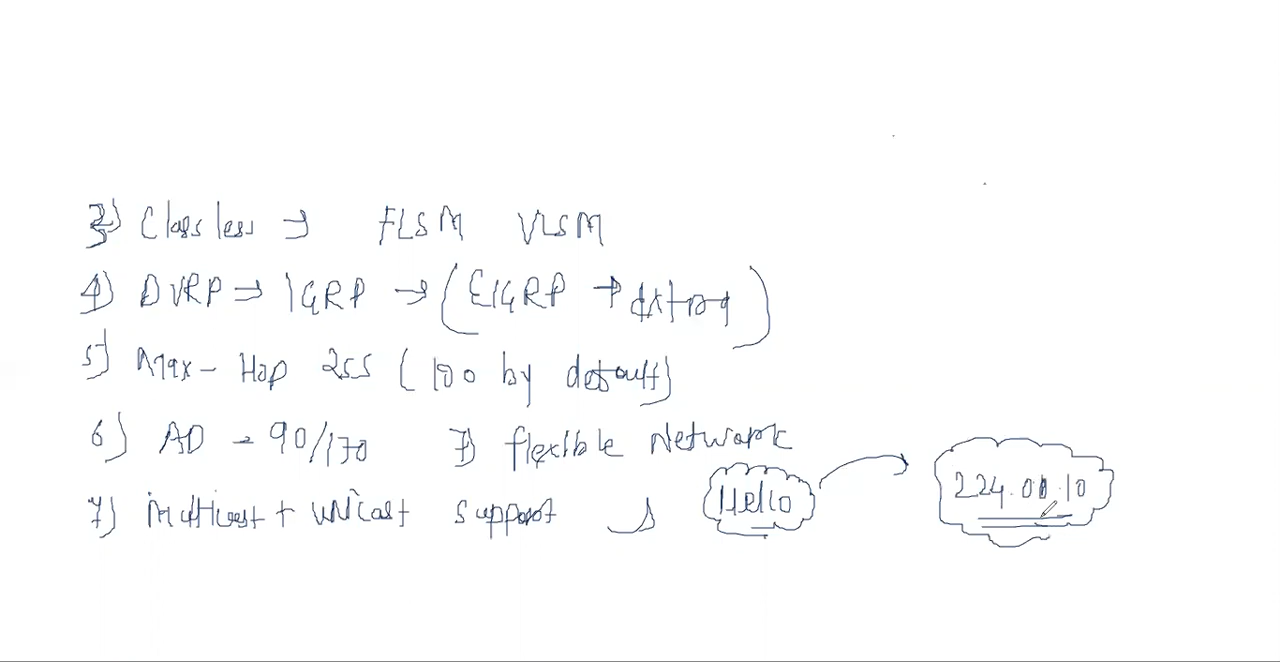 3) Classless → FLSM VLSM
4) DVRP → IGRP → (EIGRP →
5) Max - Hop 255 (100 by default)
6) AD - 90/170 7) flexible Network
7) Multicast + UNicast support Hello → 224.00.10